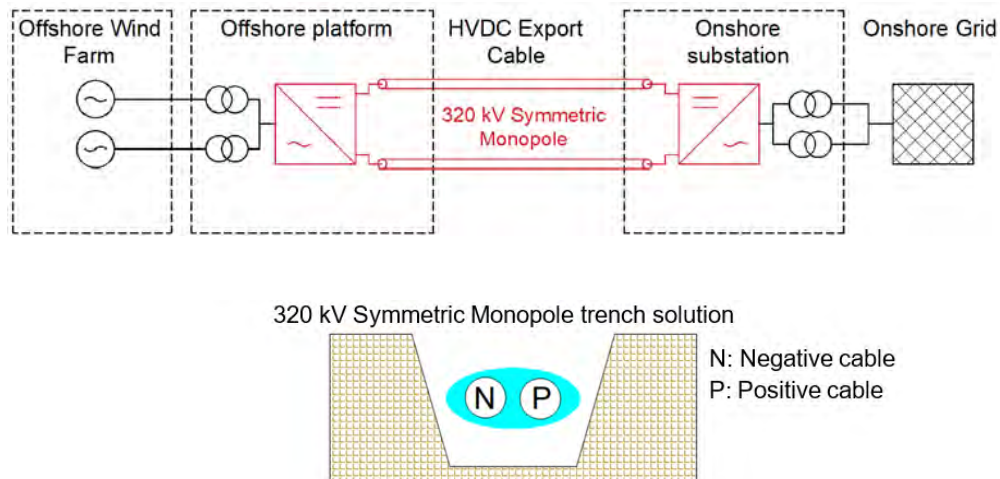 Offshore Wind
Farm
Offshore platform
HVDC Export
Cable
Onshore
substation
Onshore Grid
320 kV Symmetric
Monopole
320 kV Symmetric Monopole trench solution
N P
N: Negative cable
P: Positive cable